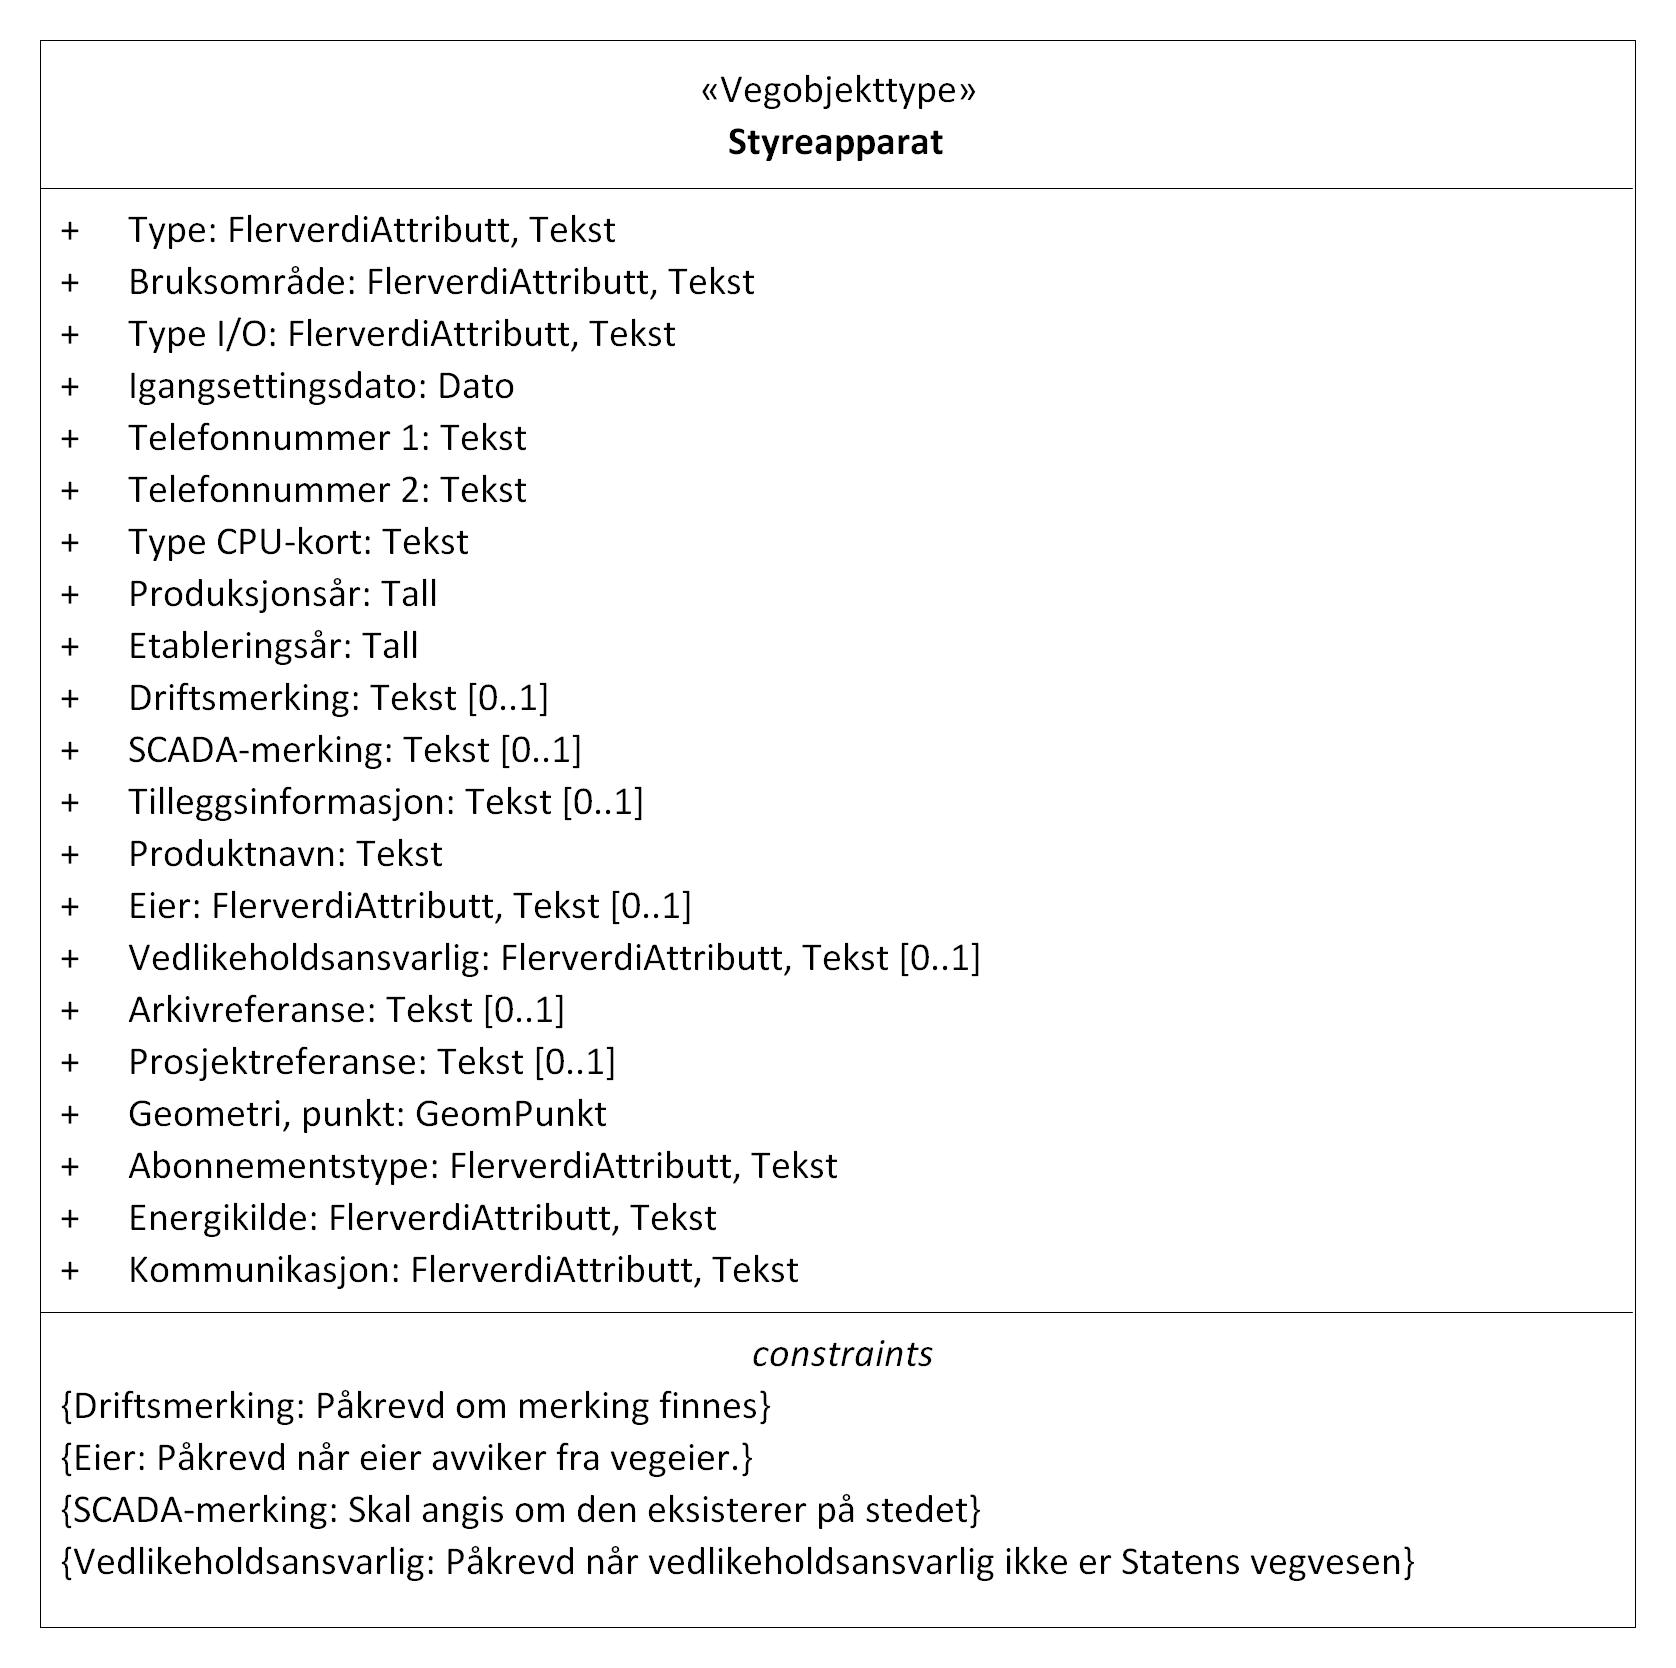 «Vegobjekttype»
Styreapparat
+ Type: FlerverdiAttributt, Tekst
+ Bruksområde: FlerverdiAttributt, Tekst
+ Type I/O: FlerverdiAttributt, Tekst
+ Igangsettingsdato: Dato
+ Telefonnummer 1: Tekst
+ Telefonnummer 2: Tekst
+ Type CPU-kort: Tekst
+ Produksjonsår: Tall
+ Etableringsår: Tall
+ Driftsmerking: Tekst [0..1]
+ SCADA-merking: Tekst [0..1]
+ Tilleggsinformasjon: Tekst [0..1]
+ Produktnavn: Tekst
+ Eier: FlerverdiAttributt, Tekst [0..1]
+ Vedlikeholdsansvarlig: FlerverdiAttributt, Tekst [0..1]
+ Arkivreferanse: Tekst [0..1]
+ Prosjektreferanse: Tekst [0..1]
+ Geometri, punkt: GeomPunkt
+ Abonnementstype: FlerverdiAttributt, Tekst
+ Energikilde: FlerverdiAttributt, Tekst
+ Kommunikasjon: FlerverdiAttributt, Tekst
constraints
{Driftsmerking: Påkrevd om merking finnes}
{Eier: Påkrevd når eier avviker fra vegeier.}
{SCADA-merking: Skal angis om den eksisterer på stedet}
{Vedlikeholdsansvarlig: Påkrevd når vedlikeholdsansvarlig ikke er Statens vegvesen}